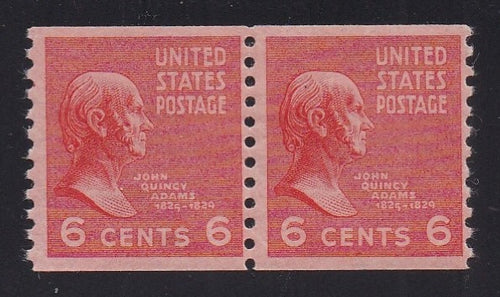 UNITED
STATES
POSTAGE
JOHN
QUINCY
ADAMS
1825-1829
6 CENTS 6
UNITED
STATES
POSTAGE
JOHN
QUINCY
ADAMS
1825-1829
6 CENTS 6